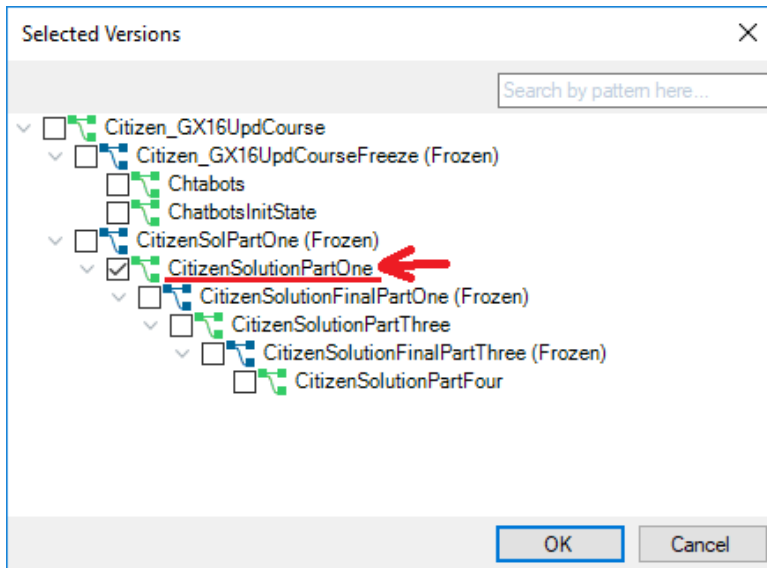 Selected Versions
Search by pattern here...
Citizen_GX16UpdCourse
Citizen_GX16UpdCourseFreeze (Frozen)
Chtabots
ChatbotsInitState
CitizenSolPartOne (Frozen)
CitizenSolutionPartOne
CitizenSolutionFinalPartOne (Frozen)
CitizenSolutionPartThree
CitizenSolutionFinalPartThree (Frozen)
CitizenSolutionPartFour
OK Cancel